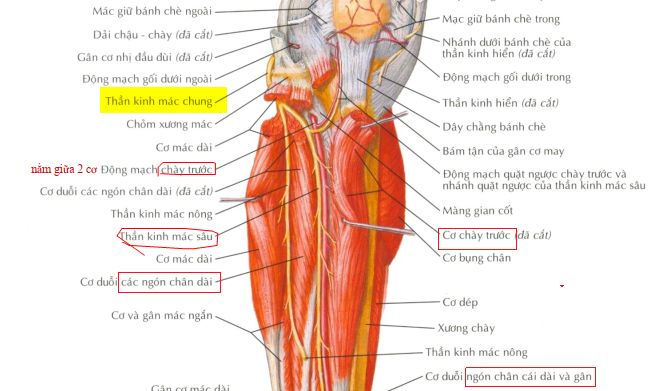 Mác giữ bánh chè ngoài
Dải chậu - chày (đã cắt)
Gân cơ nhị đầu đùi (đã cắt)
Động mạch gối dưới ngoài
Thần kinh mác chung
Chỏm xương mác
Cơ mác dài
nằm giữa 2 cơ Động mạch chày trước
Cơ duỗi các ngón chân dài (đã cắt)
Thần kinh mác nông
Thần kinh mác sâu
Cơ mác dài
Cơ duỗi các ngón chân dài
Cơ và gân mác ngắn
Gân cơ mác dài
Mạc giữ bánh chè trong
Nhánh dưới bánh chè của
thần kinh hiển (đã cắt)
Động mạch gối dưới trong
Thần kinh hiển (đã cắt)
Dây chằng bánh chè
Bám tận của gân cơ may
Động mạch quặt ngược chày trước và
nhánh quặt ngược của thần kinh mác sâu
Màng gian cốt
Cơ chày trước (đã cắt)
Cơ bụng chân
Cơ dép
Xương chày
Thần kinh mác nông
Cơ duỗi ngón chân cái dài và gân